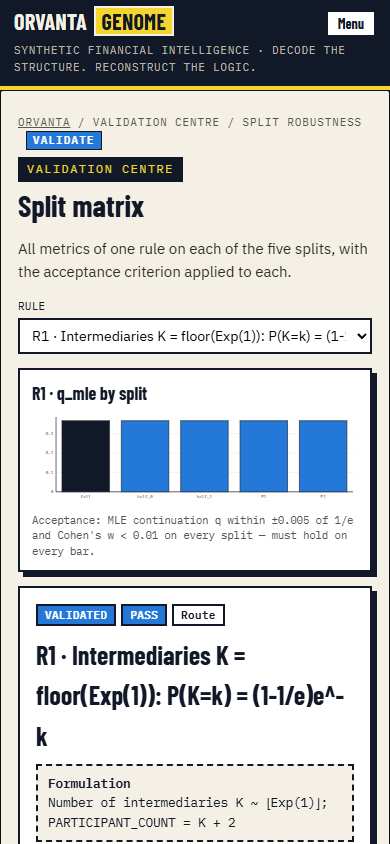 ORVANTA GENOME
Menu
SYNTHETIC FINANCIAL INTELLIGENCE · DECODE THE
STRUCTURE. RECONSTRUCT THE LOGIC.
ORVANTA / VALIDATION CENTRE / SPLIT ROBUSTNESS
VALIDATE
VALIDATION CENTRE
Split matrix
All metrics of one rule on each of the five splits, with
the acceptance criterion applied to each.
RULE
R1 · Intermediaries K = floor(Exp(1)): P(K=k) = (1-
R1 · q_mle by split
Acceptance: MLE continuation q within ±0.005 of 1/e
and Cohen's w < 0.01 on every split — must hold on
every bar.
VALIDATED PASS Route
R1 · Intermediaries K =
floor(Exp(1)): P(K=k) = (1-1/e)e^-
k
Formulation
Number of intermediaries K ~ ⌊Exp(1)⌋;
PARTICIPANT_COUNT = K + 2